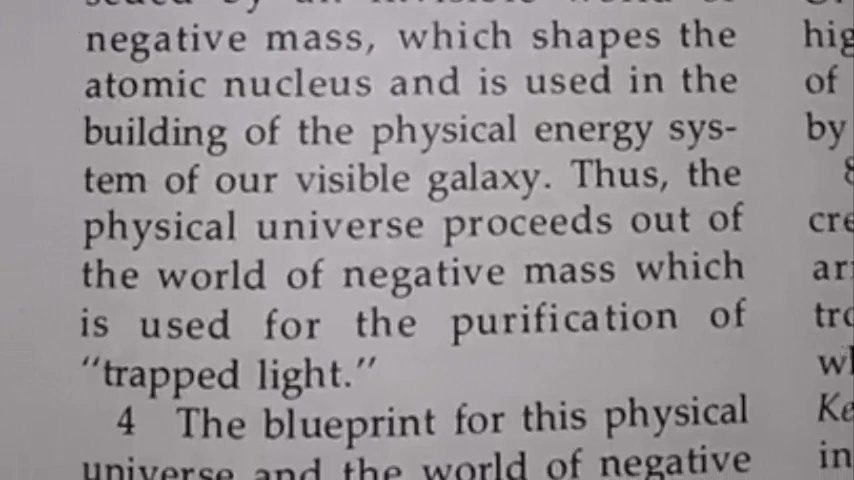 negative mass, which shapes the
atomic nucleus and is used in the
building of the physical energy sys-
tem of our visible galaxy. Thus, the
physical universe proceeds out of
the world of negative mass which
is used for the purification of
“trapped light.”
4 The blueprint for this physical
universe and the world of negative
hig
of
by
8
cre
ar
tro
wh
Ke
in